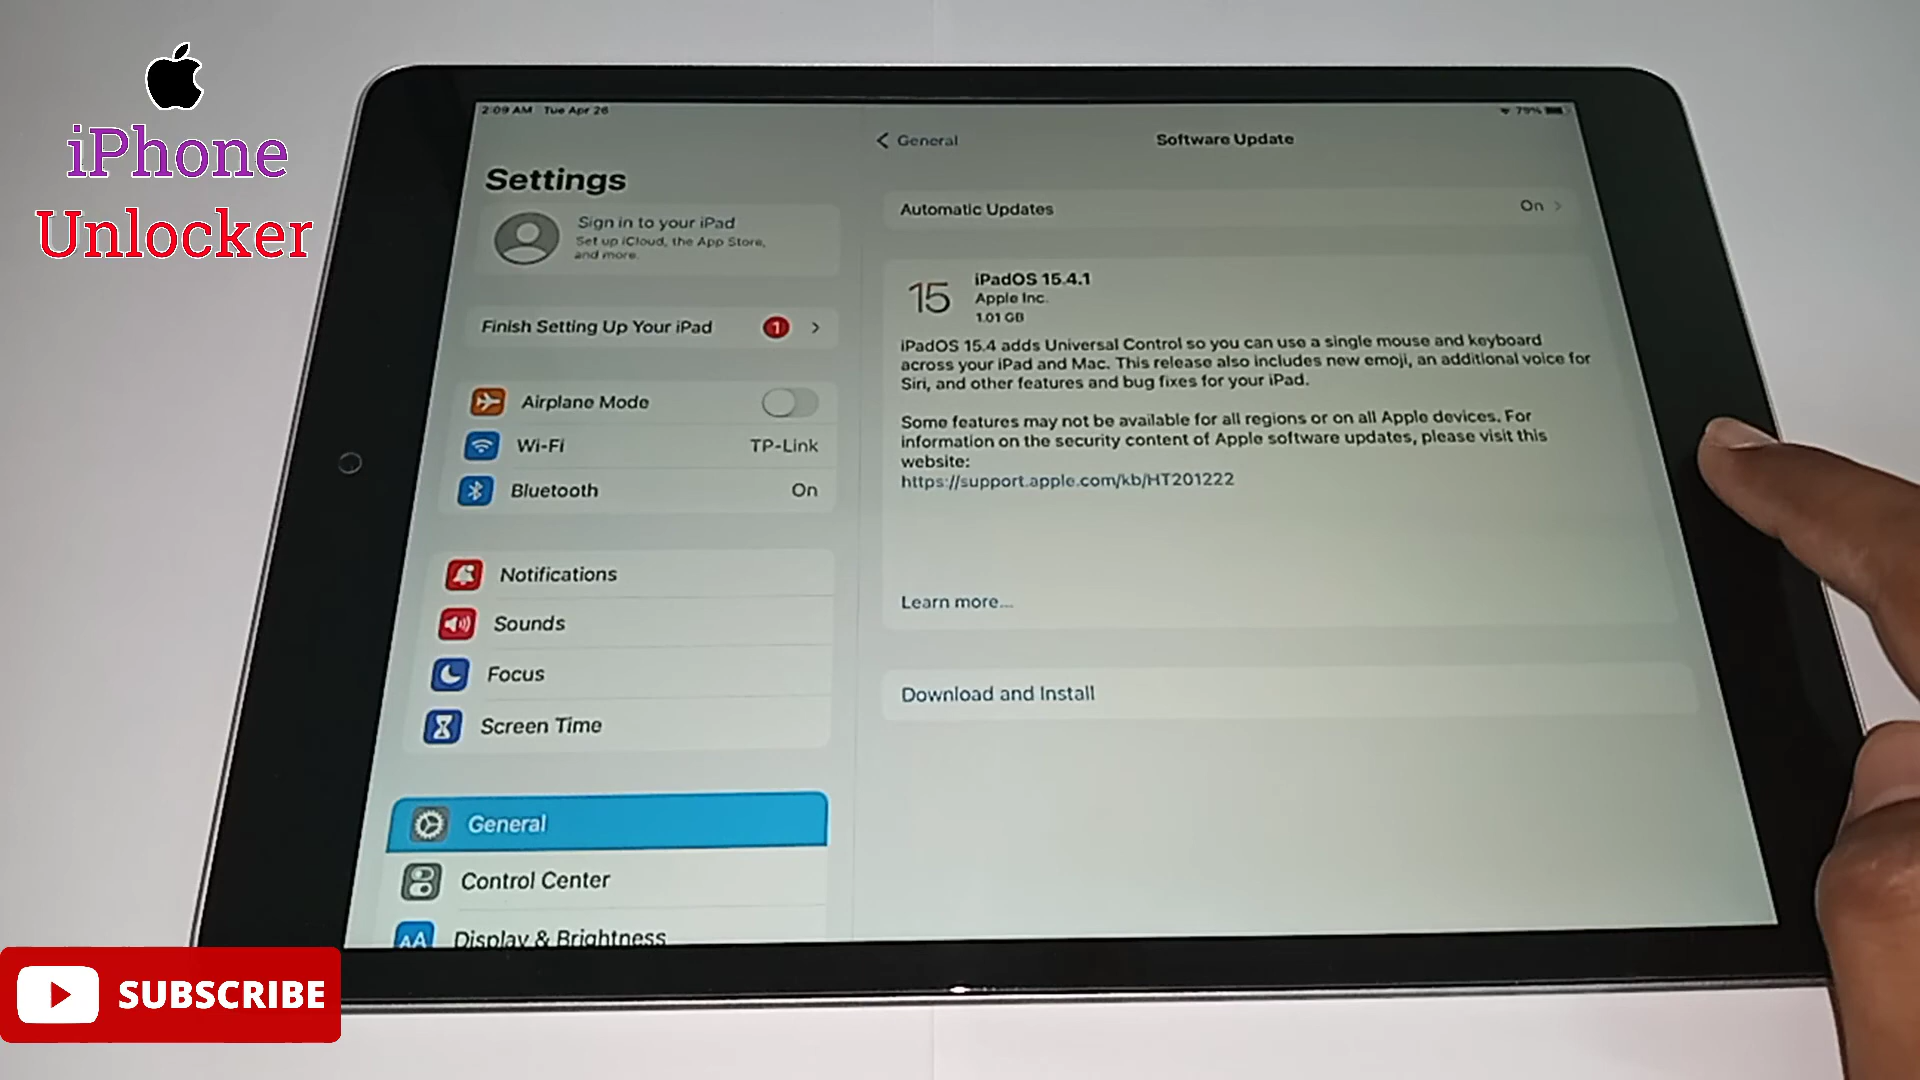 iPhone
Unlocker
2:09 AM Tue Apr 26
79%
Settings
Sign in to your iPad
Set up iCloud, the App Store,
and more.
Finish Setting Up Your iPad 1
Airplane Mode
Wi-Fi TP-Link
Bluetooth On
Notifications
Sounds
Focus
Screen Time
General
Control Center
AA Display & Brightness
General
Software Update
Automatic Updates On
15
iPadOS 15.4.1
Apple Inc.
1.01 GB
iPadOS 15.4 adds Universal Control so you can use a single mouse and keyboard
across your iPad and Mac. This release also includes new emoji, an additional voice for
Siri, and other features and bug fixes for your iPad.
Some features may not be available for all regions or on all Apple devices. For
information on the security content of Apple software updates, please visit this
website:
https://support.apple.com/kb/HT201222
Learn more...
Download and Install
SUBSCRIBE